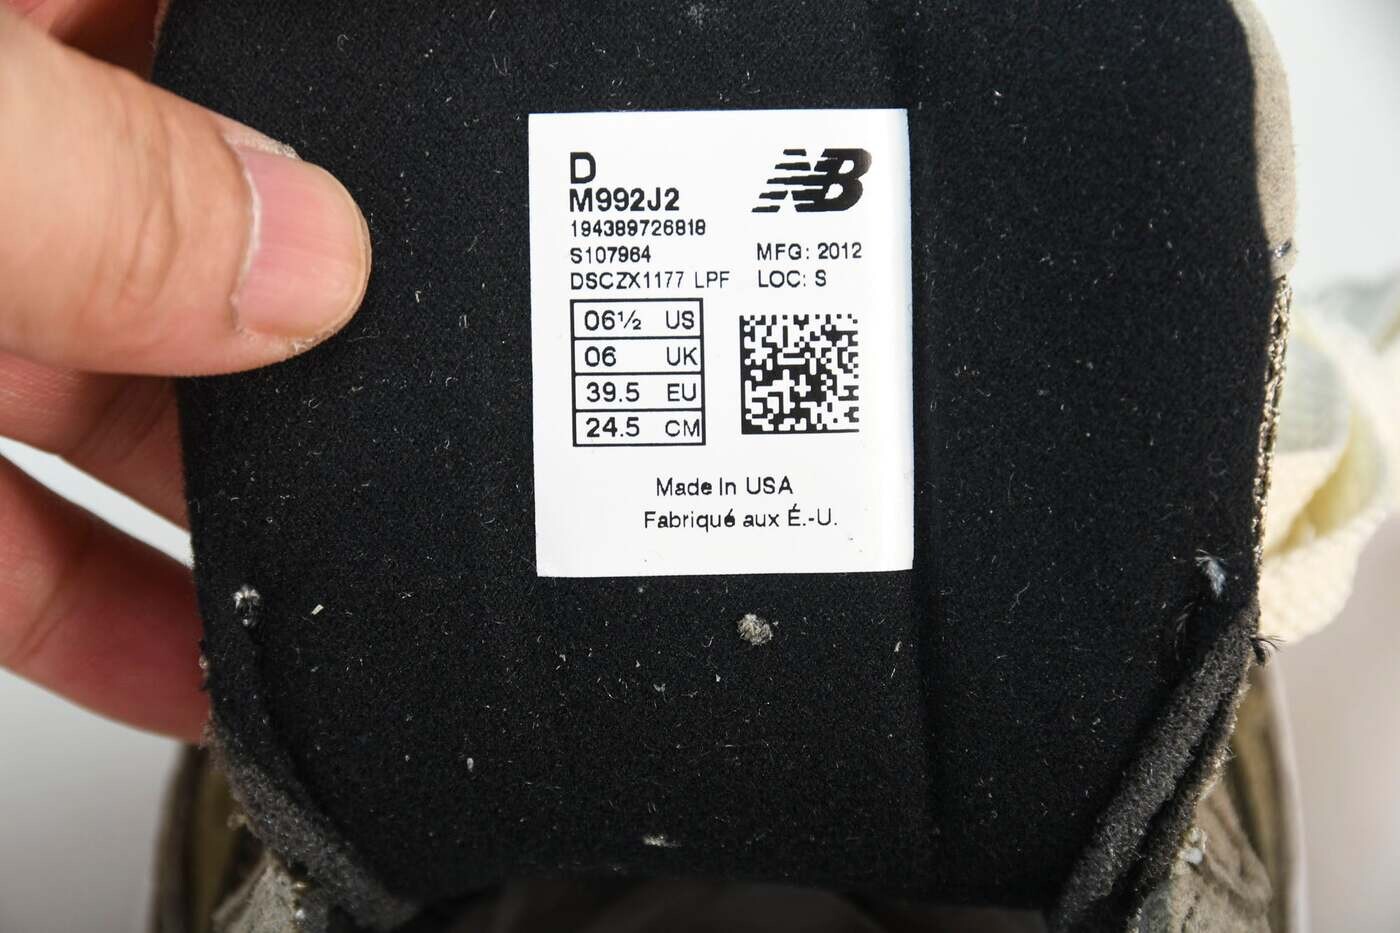 D
M992J2
194389726818
S107964
MFG: 2012
DSCZX1177 LPF
LOC: S
06½ US
06 UK
39.5 EU
24.5 CM
Made In USA
Fabriqué aux É.-U.
NB